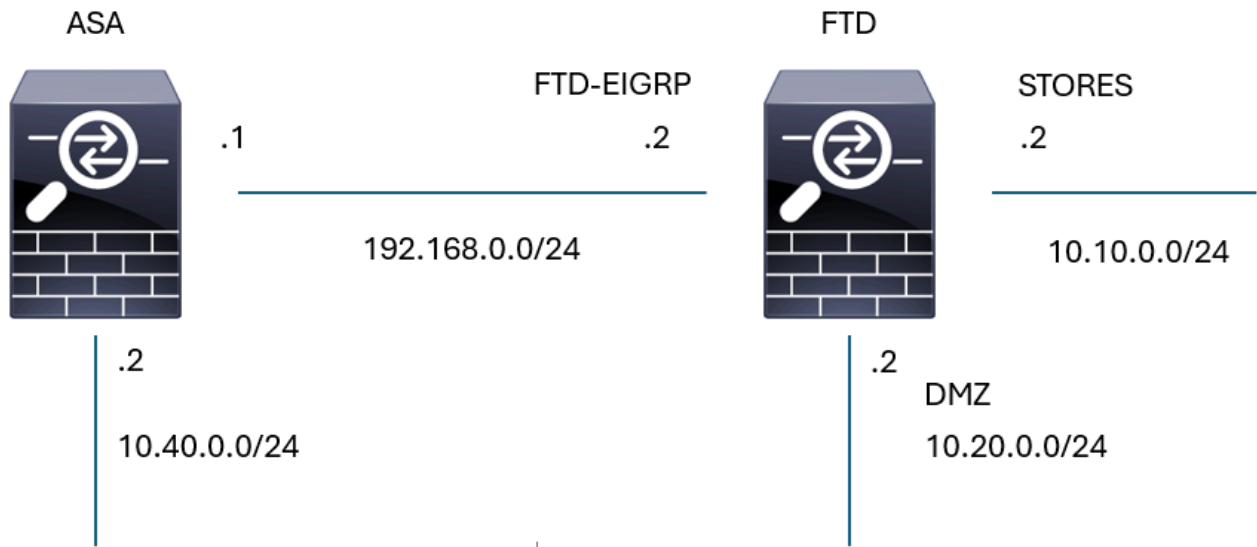 ASA
FTD
FTD-EIGRP
STORES
.1
.2
.2
192.168.0.0/24
10.10.0.0/24
.2
.2
DMZ
10.40.0.0/24
10.20.0.0/24